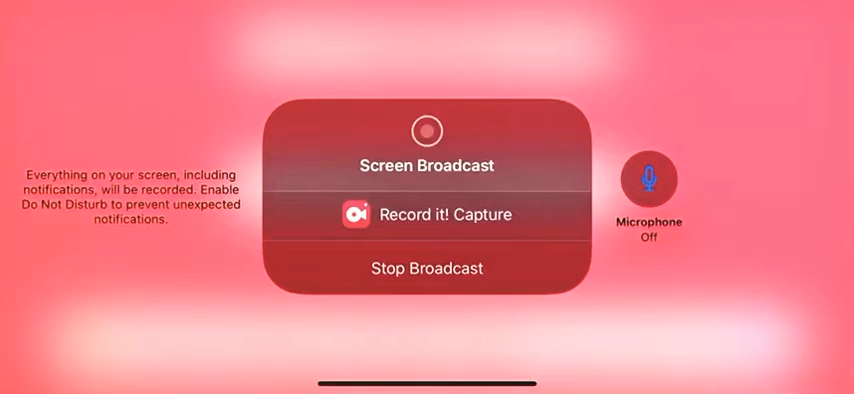 Everything on your screen, including
notifications, will be recorded. Enable
Do Not Disturb to prevent unexpected
notifications.
Screen Broadcast
Record it! Capture
Stop Broadcast
Microphone
Off